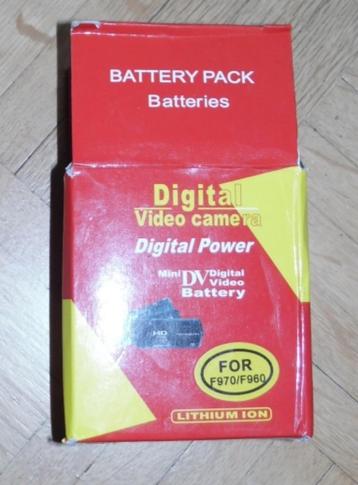 BATTERY PACK
Batteries
Digital
Video camera
Digital Power
Mini DV Digital Video
Battery
HD
FOR
F970/F960
LITHIUM ION